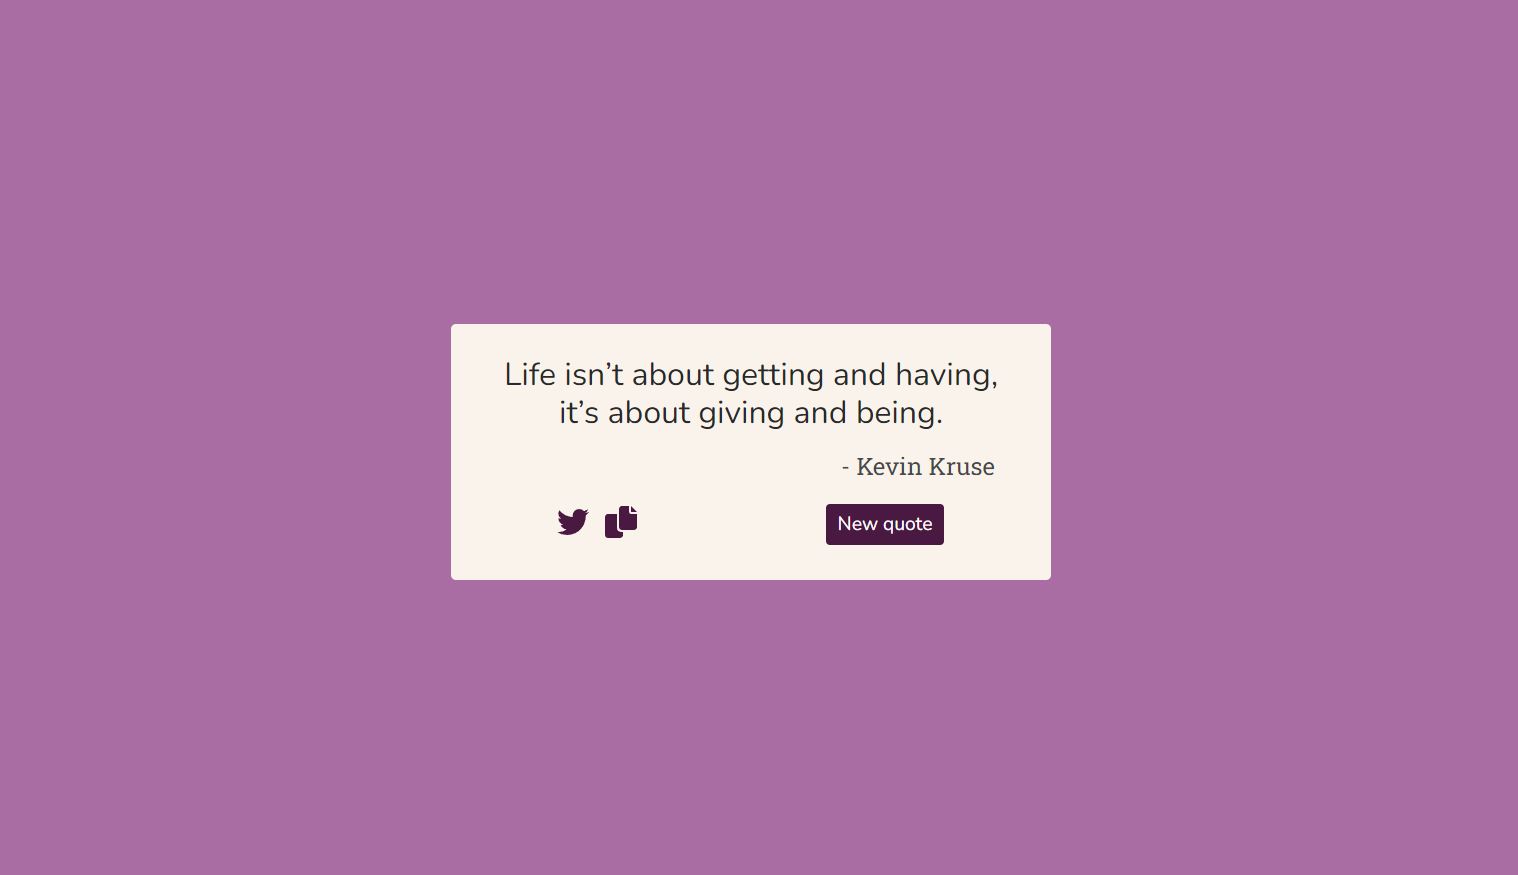 Life isn’t about getting and having,
it’s about giving and being.
- Kevin Kruse
New quote